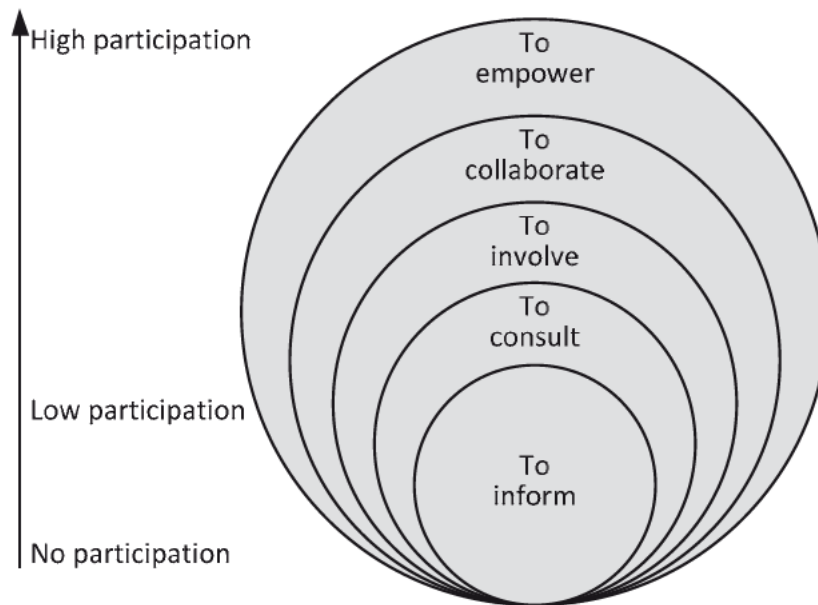 High participation
To
empower
To
collaborate
To
involve
To
consult
Low participation
To
inform
No participation